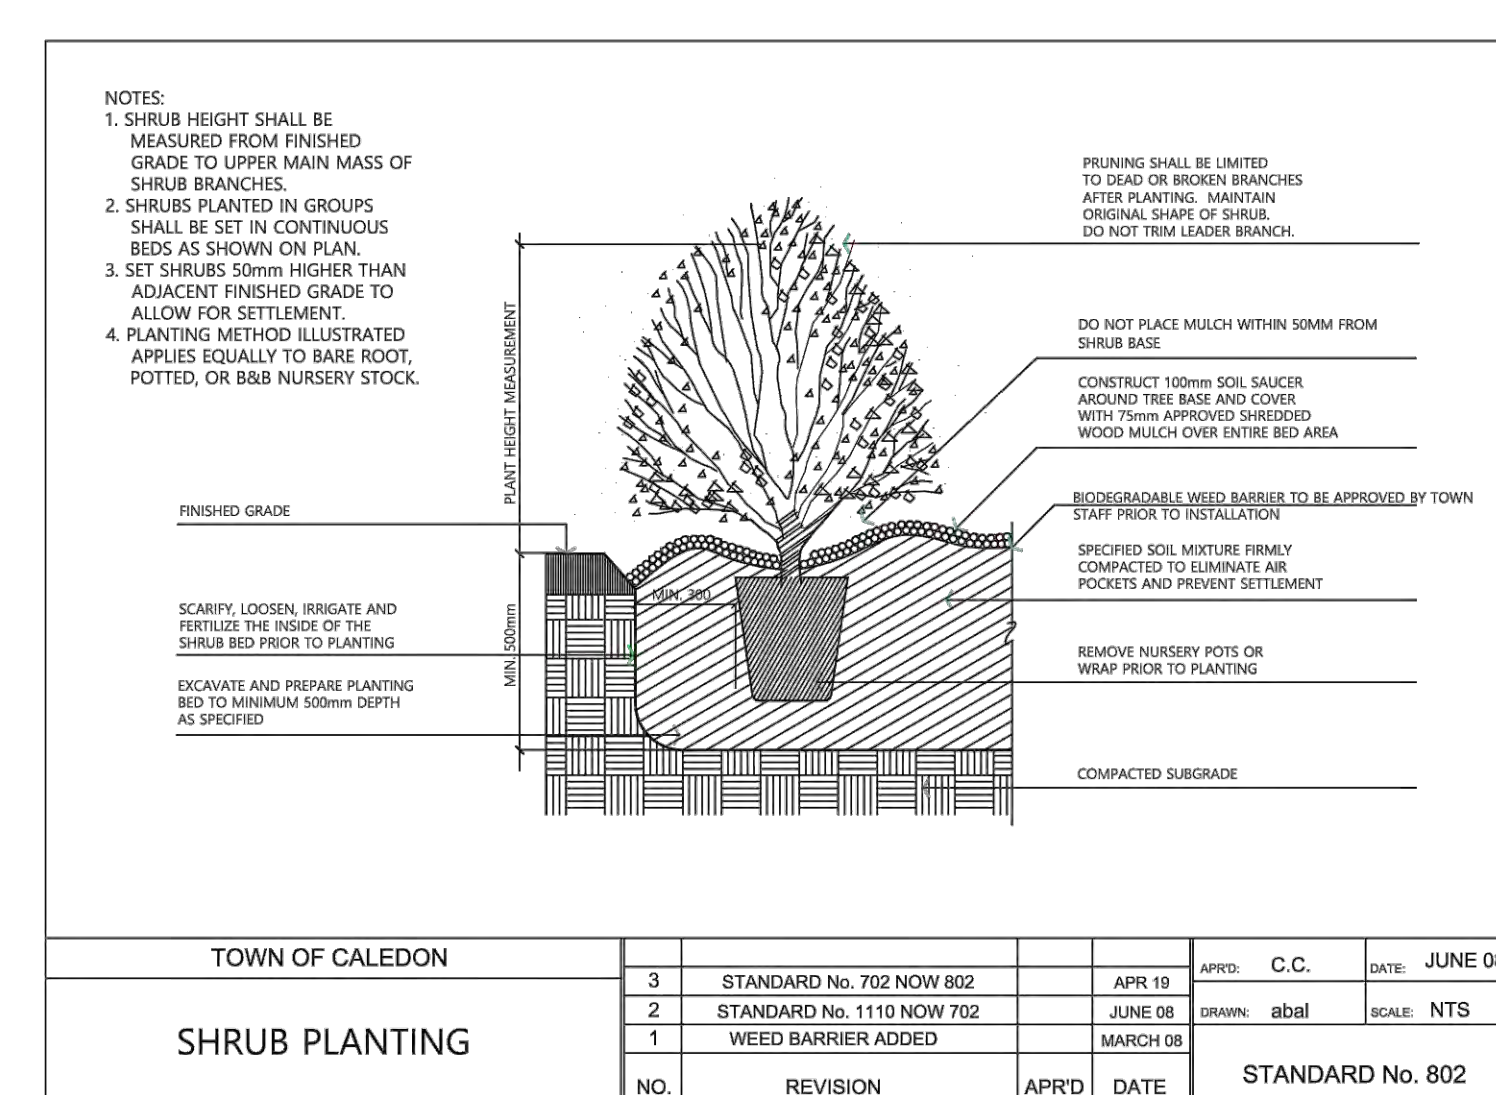 NOTES:
1. SHRUB HEIGHT SHALL BE
MEASURED FROM FINISHED
GRADE TO UPPER MAIN MASS OF
SHRUB BRANCHES.
2. SHRUBS PLANTED IN GROUPS
SHALL BE SET IN CONTINUOUS
BEDS AS SHOWN ON PLAN.
3. SET SHRUBS 50mm HIGHER THAN
ADJACENT FINISHED GRADE TO
ALLOW FOR SETTLEMENT.
4. PLANTING METHOD ILLUSTRATED
APPLIES EQUALLY TO BARE ROOT,
POTTED, OR B&B NURSERY STOCK.
PRUNING SHALL BE LIMITED
TO DEAD OR BROKEN BRANCHES
AFTER PLANTING. MAINTAIN
ORIGINAL SHAPE OF SHRUB.
DO NOT TRIM LEADER BRANCH.
DO NOT PLACE MULCH WITHIN 50MM FROM
SHRUB BASE
CONSTRUCT 100mm SOIL SAUCER
AROUND TREE BASE AND COVER
WITH 75mm APPROVED SHREDDED
WOOD MULCH OVER ENTIRE BED AREA
BIODEGRADABLE WEED BARRIER TO BE APPROVED BY TOWN
STAFF PRIOR TO INSTALLATION
SPECIFIED SOIL MIXTURE FIRMLY
COMPACTED TO ELIMINATE AIR
POCKETS AND PREVENT SETTLEMENT
REMOVE NURSERY POTS OR
WRAP PRIOR TO PLANTING
COMPACTED SUBGRADE
PLANT HEIGHT MEASUREMENT
MIN. 500mm
MIN. 300
FINISHED GRADE
SCARIFY, LOOSEN, IRRIGATE AND
FERTILIZE THE INSIDE OF THE
SHRUB BED PRIOR TO PLANTING
EXCAVATE AND PREPARE PLANTING
BED TO MINIMUM 500mm DEPTH
AS SPECIFIED
TOWN OF CALEDON
SHRUB PLANTING
3 STANDARD No. 702 NOW 802 APR 19
2 STANDARD No. 1110 NOW 702 JUNE 08
1 WEED BARRIER ADDED MARCH 08
NO. REVISION APR'D DATE
APR'D: C.C. DATE: JUNE 08
DRAWN: abal SCALE: NTS
STANDARD No. 802